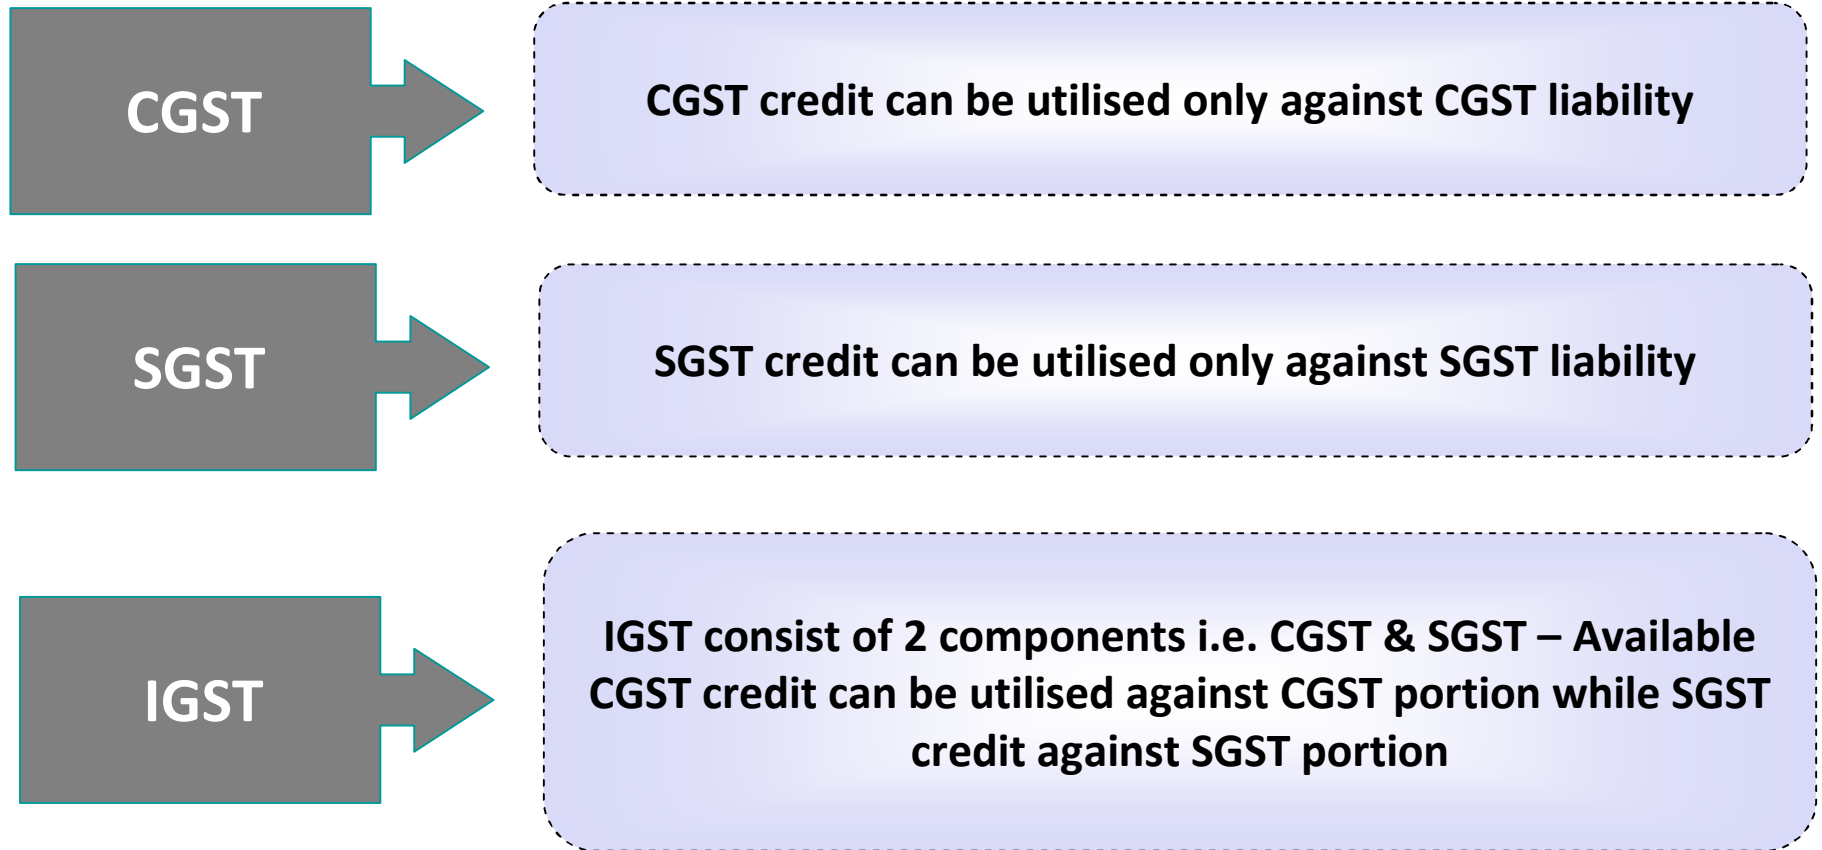 CGST
CGST credit can be utilised only against CGST liability
SGST
SGST credit can be utilised only against SGST liability
IGST
IGST consist of 2 components i.e. CGST & SGST – Available
CGST credit can be utilised against CGST portion while SGST
credit against SGST portion